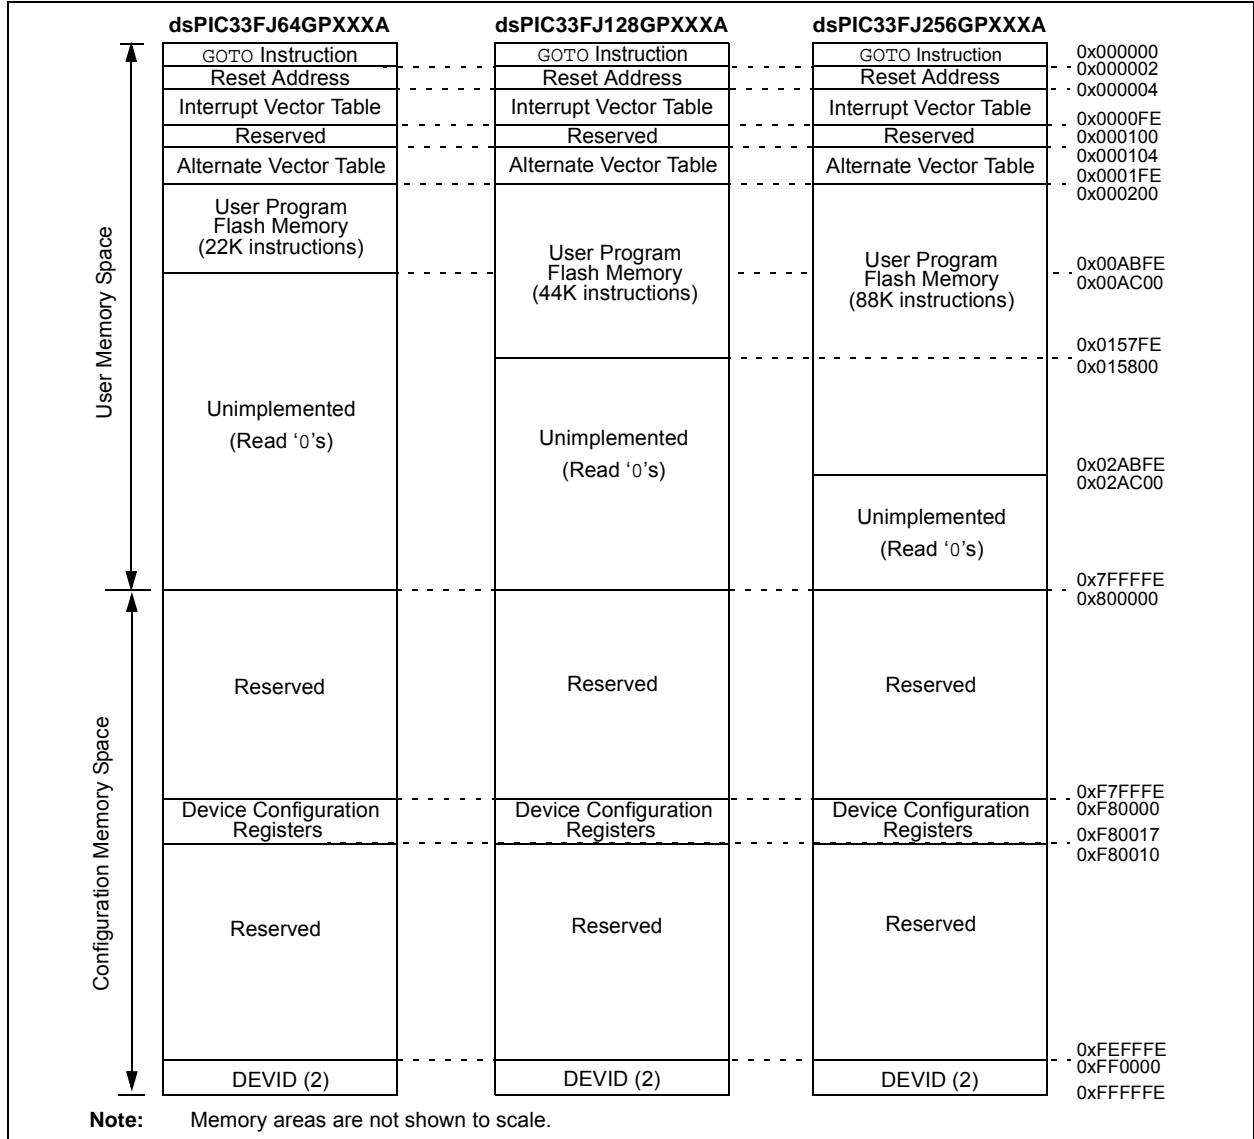 dsPIC33FJ64GPXXXA dsPIC33FJ128GPXXXA dsPIC33FJ256GPXXXA
GOTO Instruction GOTO Instruction GOTO Instruction 0x000000
0x000002
Reset Address Reset Address Reset Address
0x000004
Interrupt Vector Table Interrupt Vector Table Interrupt Vector Table
0x0000FE
Reserved Reserved Reserved 0x000100
0x000104
Alternate Vector Table Alternate Vector Table Alternate Vector Table
0x0001FE
0x000200
User Program
Flash Memory
(22K instructions)
User Program
Flash Memory
(44K instructions)
User Program
Flash Memory
(88K instructions)
0x00ABFE
0x00AC00
0x0157FE
0x015800
User Memory Space
Unimplemented
(Read ‘0’s)
Unimplemented
(Read ‘0’s)
0x02ABFE
0x02AC00
Unimplemented
(Read ‘0’s)
0x7FFFFE
0x800000
Reserved Reserved Reserved
Configuration Memory Space
0xF7FFFE
0xF80000
Device Configuration
Registers
Device Configuration
Registers
Device Configuration
Registers
0xF80017
0xF80010
Reserved Reserved Reserved
0xFEFFFE
0xFF0000
DEVID (2) DEVID (2) DEVID (2)
0xFFFFFE
Note: Memory areas are not shown to scale.